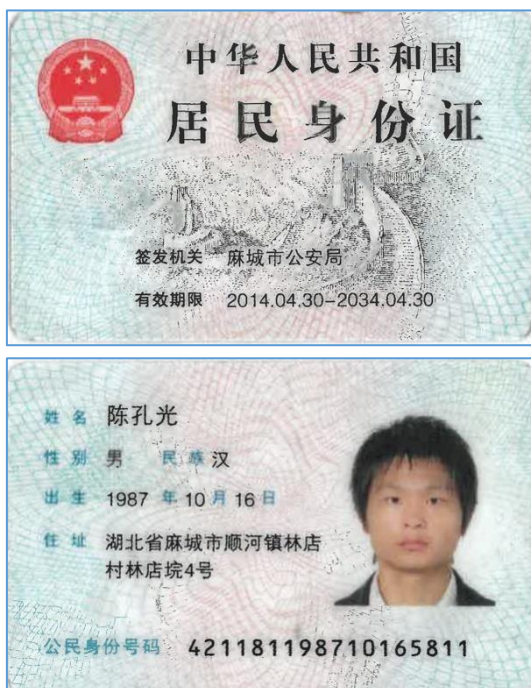 中华人民共和国
居民身份证
签发机关 麻城市公安局
有效期限 2014.04.30-2034.04.30
姓名 陈孔光
性别 男 民族 汉
出生 1987 年 10 月 16 日
住址 湖北省麻城市顺河镇林店
村林店垸4号
公民身份号码 421181198710165811